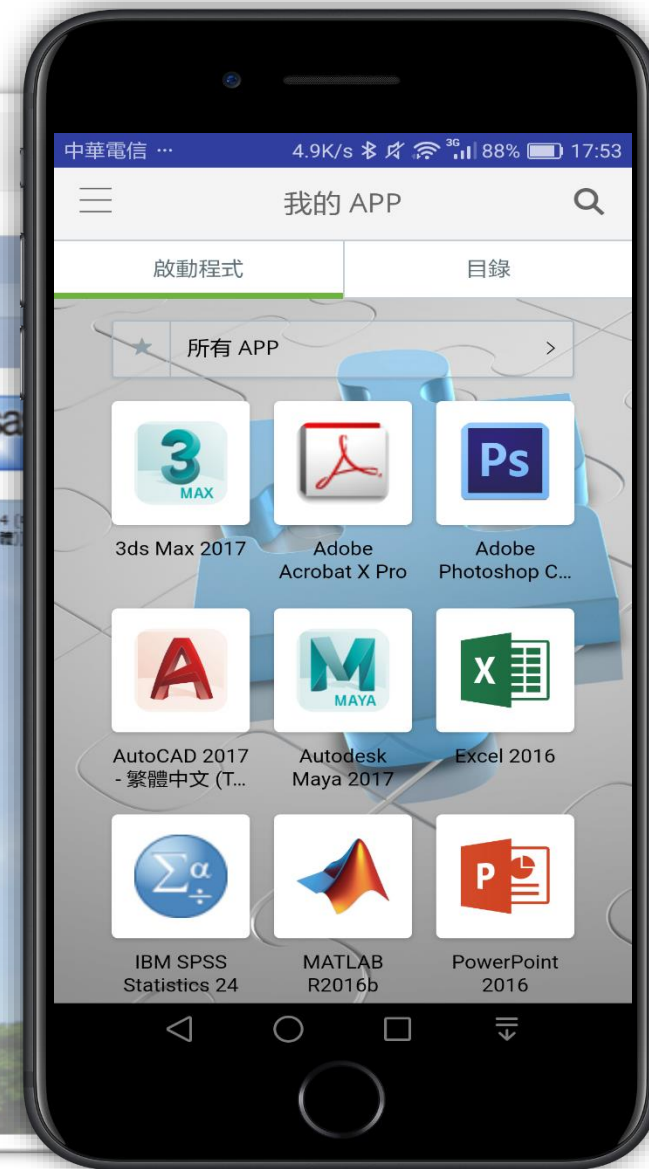 中華電信 ... 4.9K/s 3G 88% 17:53
我的 APP
啟動程式 目錄
所有 APP >
3 MAX
Ps
3ds Max 2017
Adobe Acrobat X Pro
Adobe Photoshop C...
A
M MAYA
X
AutoCAD 2017 - 繁體中文 (T...
Autodesk Maya 2017
Excel 2016
Σα ÷
P
IBM SPSS Statistics 24
MATLAB R2016b
PowerPoint 2016